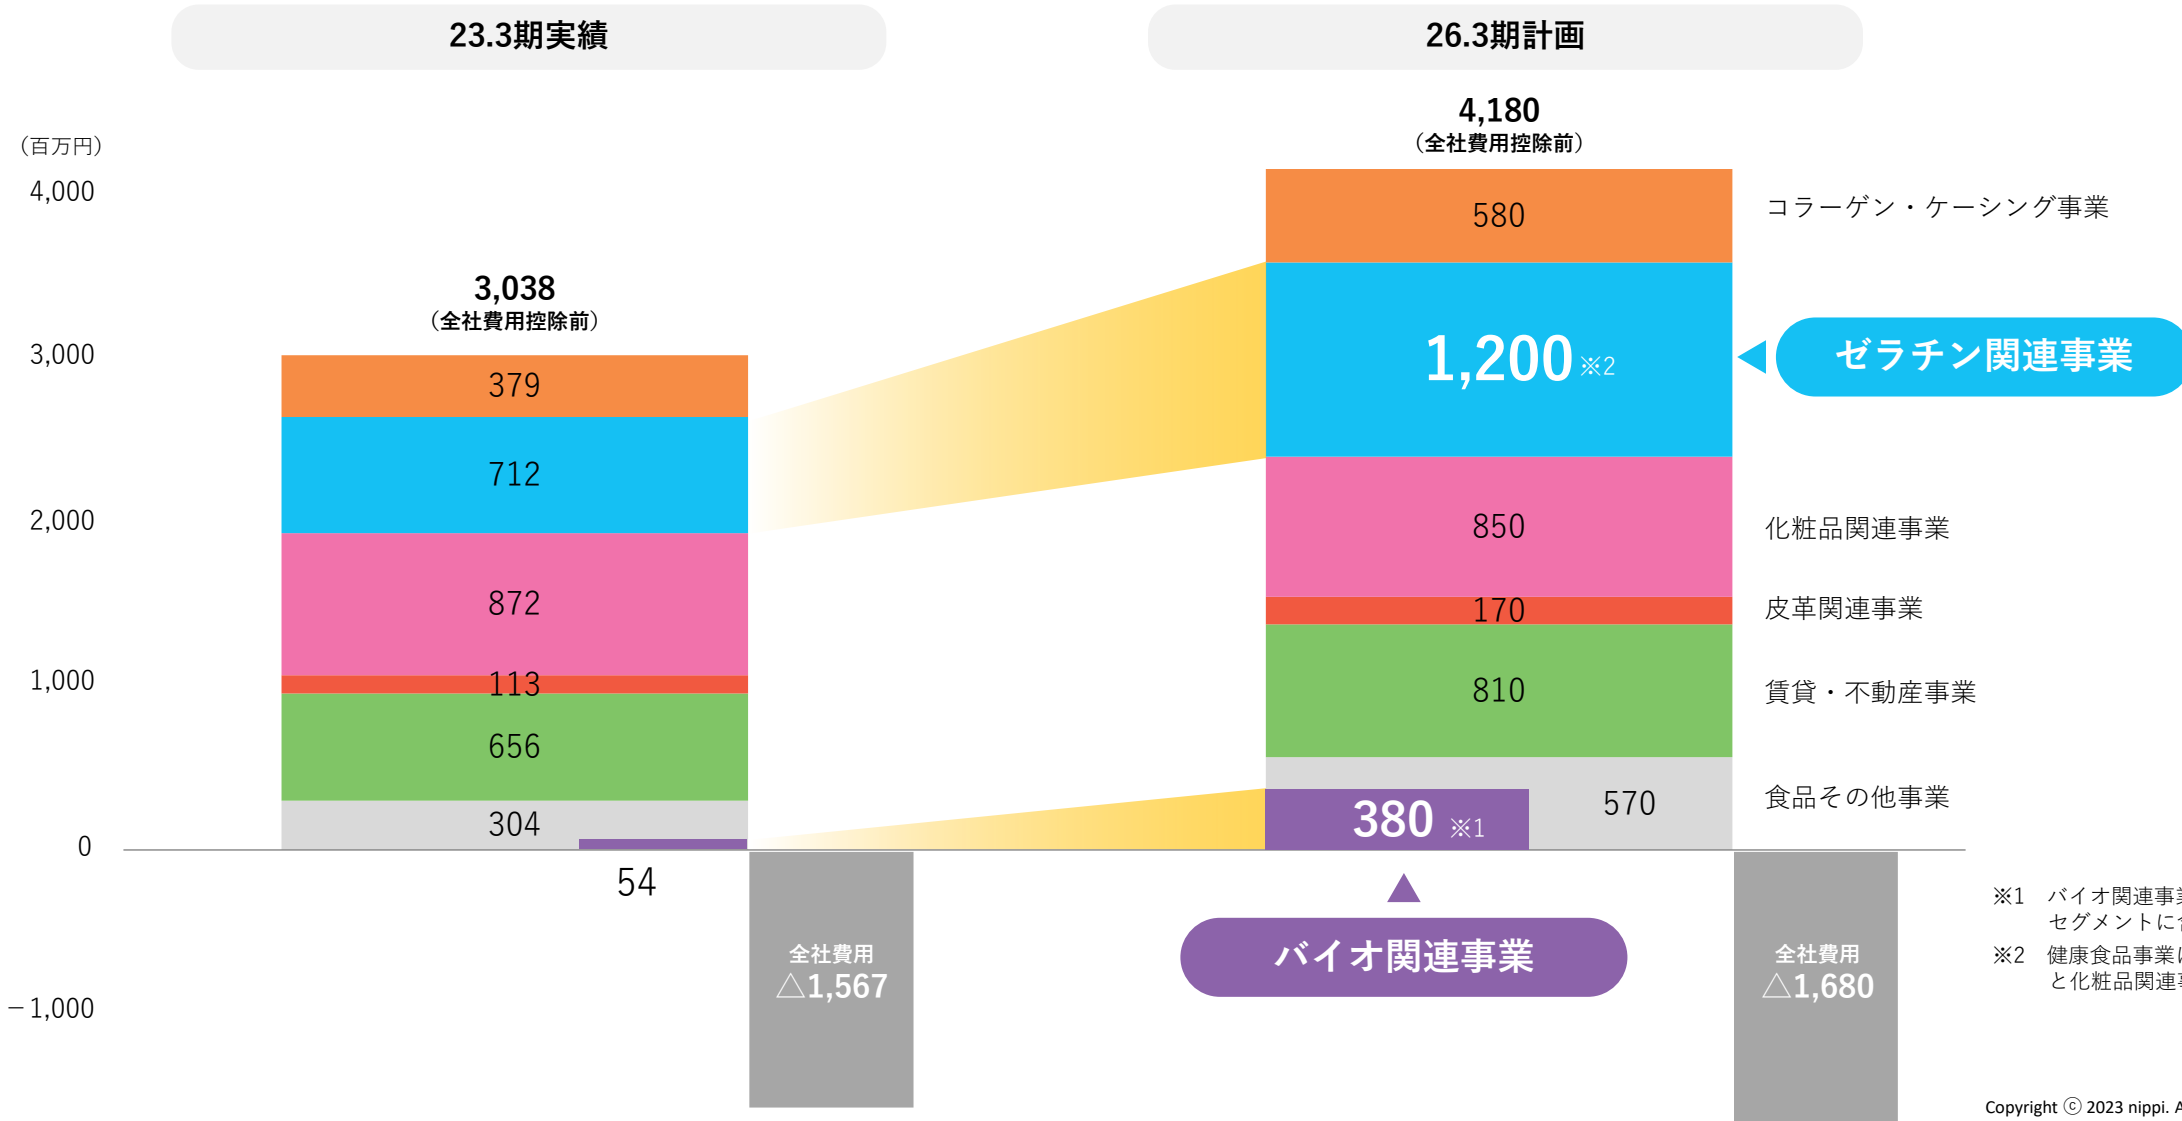 23.3期実績
26.3期計画
(百万円)
4,000
3,000
2,000
1,000
0
－1,000
3,038
(全社費用控除前)
379
712
872
113
656
304
54
全社費用
△1,567
4,180
(全社費用控除前)
580
1,200 ※2
850
170
810
570
380 ※1
バイオ関連事業
全社費用
△1,680
コラーゲン・ケーシング事業
ゼラチン関連事業
化粧品関連事業
皮革関連事業
賃貸・不動産事業
食品その他事業
※1 バイオ関連事
セグメントに
※2 健康食品事業
と化粧品関連
Copyright ⓒ 2023 nippi.